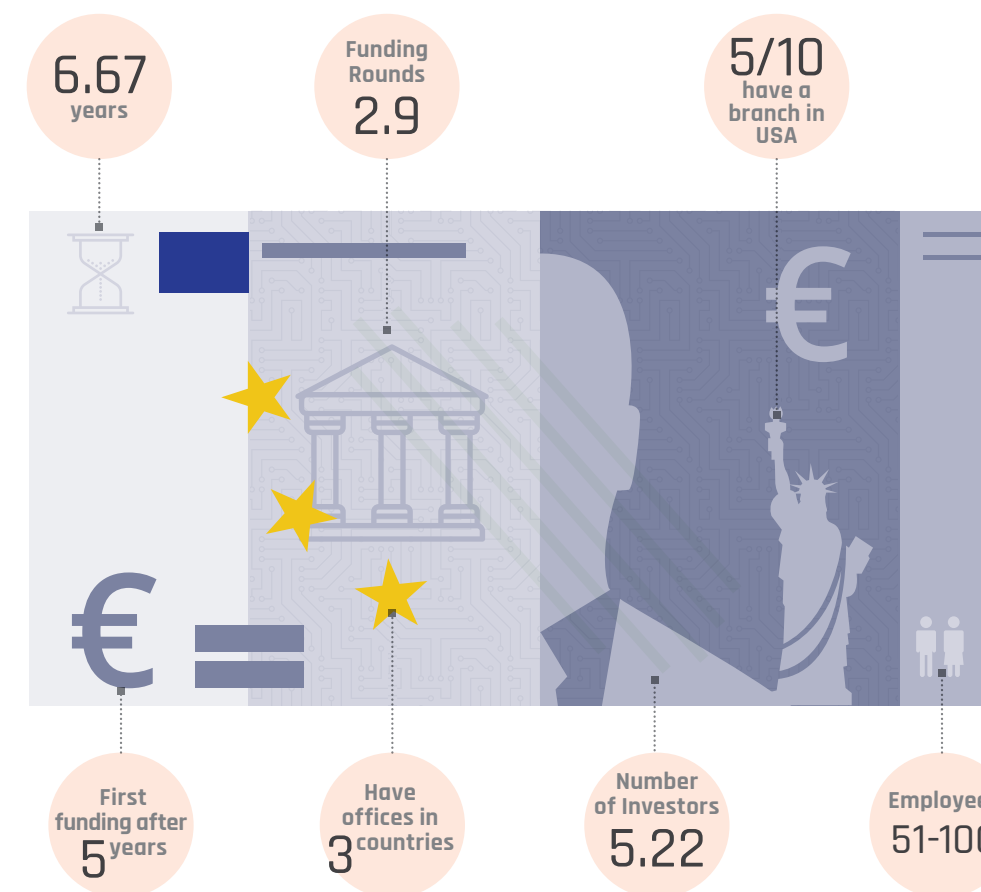 6.67
years
Funding
Rounds
2.9
5/10
have a
branch in
USA
€
€
First
funding after
5 years
Have
offices in
3 countries
Number
of Investors
5.22